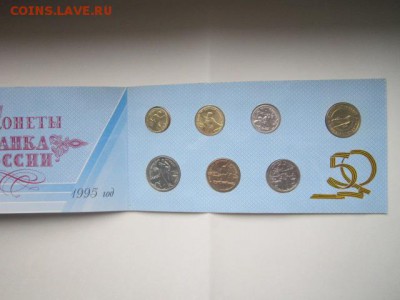 COINS.LAVE.RU
МОНЕТЫ
БАНКА
РОССИИ
1995 год
50